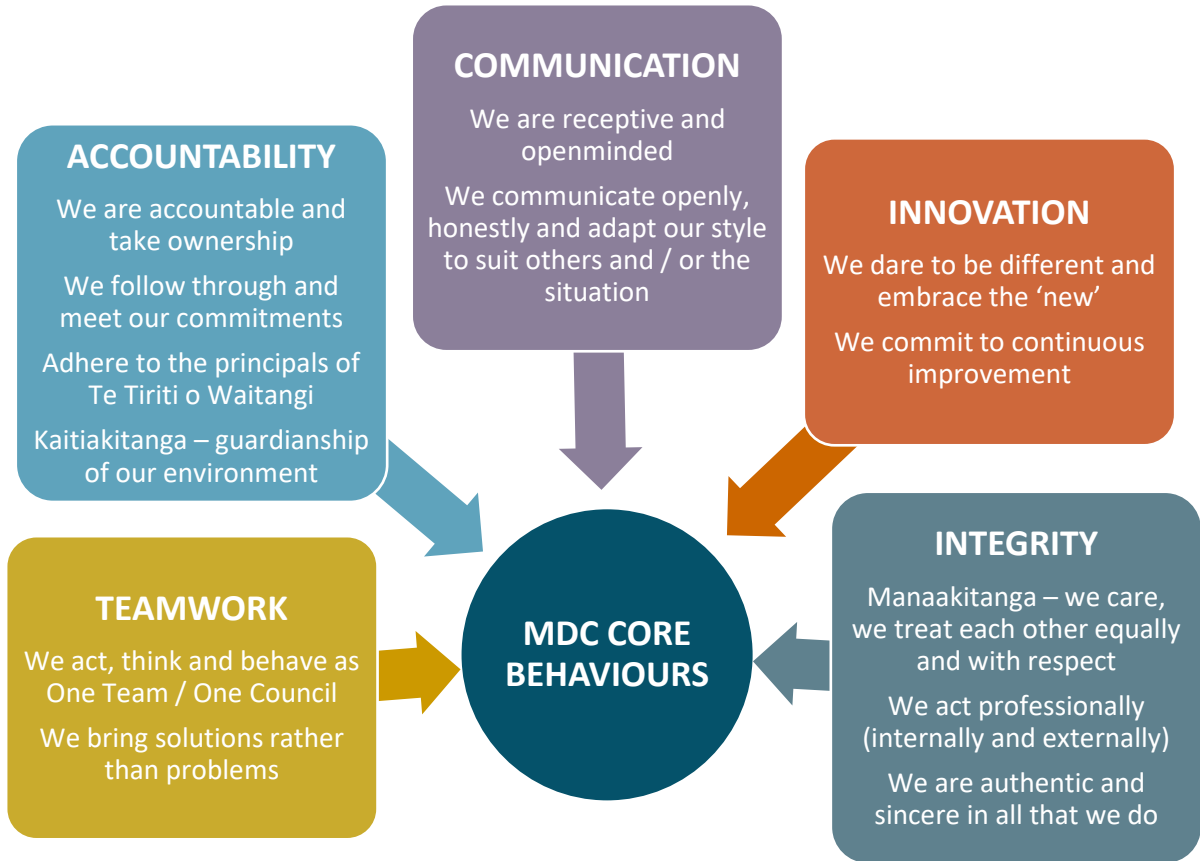 COMMUNICATION
We are receptive and
openminded
We communicate openly,
honestly and adapt our style
to suit others and / or the
situation
ACCOUNTABILITY
We are accountable and
take ownership
We follow through and
meet our commitments
Adhere to the principals of
Te Tiriti o Waitangi
Kaitiakitanga – guardianship
of our environment
INNOVATION
We dare to be different and
embrace the ‘new’
We commit to continuous
improvement
TEAMWORK
We act, think and behave as
One Team / One Council
We bring solutions rather
than problems
MDC CORE
BEHAVIOURS
INTEGRITY
Manaakitanga – we care,
we treat each other equally
and with respect
We act professionally
(internally and externally)
We are authentic and
sincere in all that we do